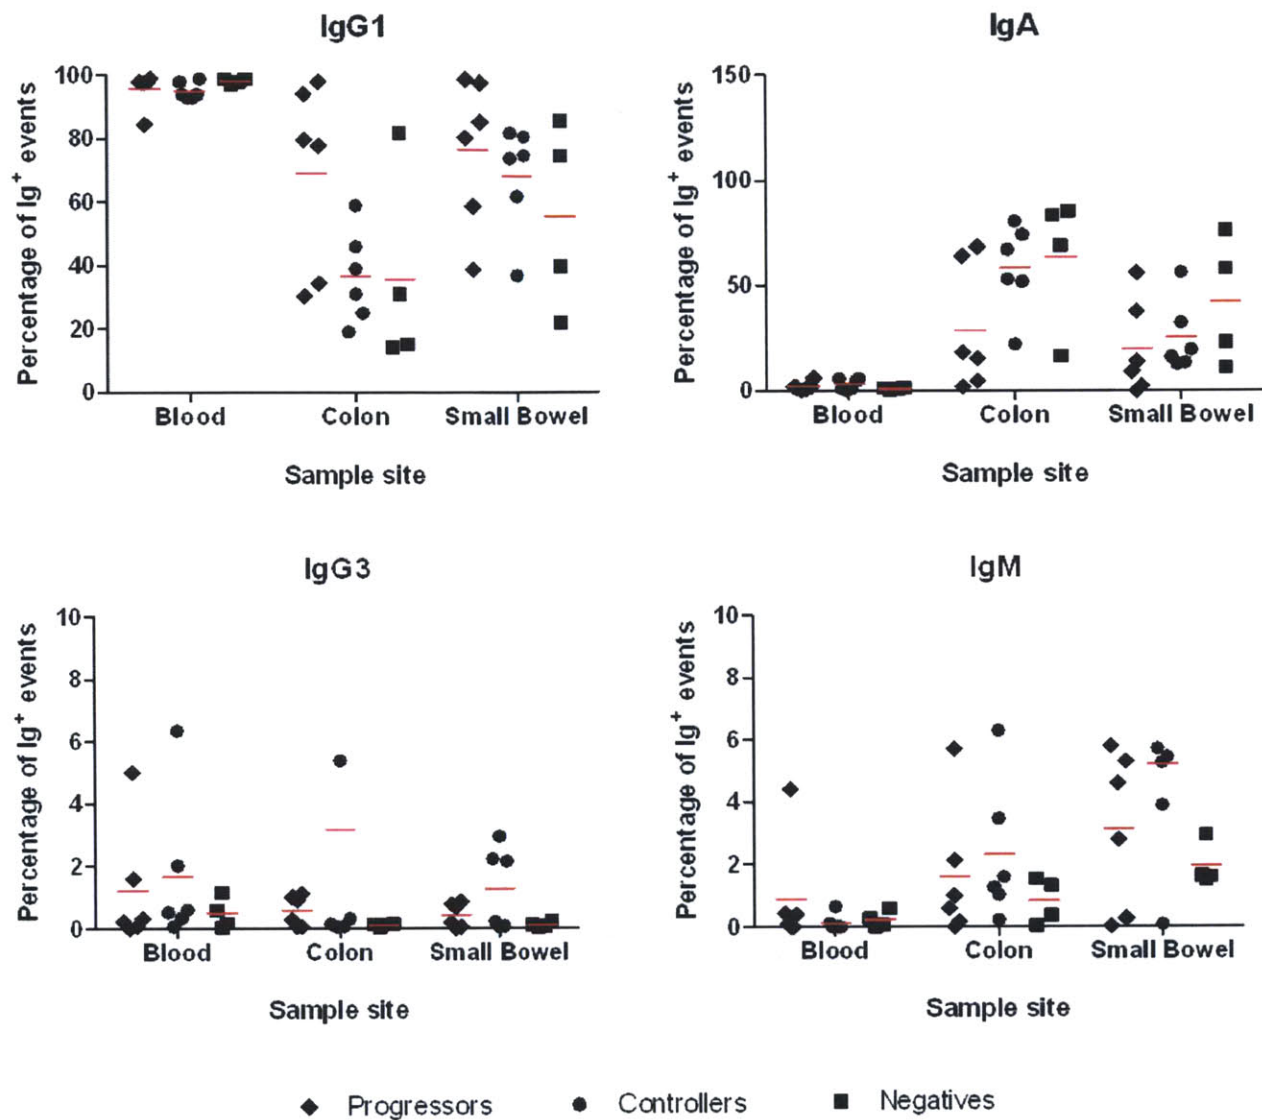 IgG1
Percentage of Ig+ events
100
80
60
40
20
0
Blood Colon Small Bowel
Sample site
IgA
Percentage of Ig+ events
150
100
50
0
Blood Colon Small Bowel
Sample site
IgG3
Percentage of Ig+ events
10
8
6
4
2
0
Blood Colon Small Bowel
Sample site
IgM
Percentage of Ig+ events
10
8
6
4
2
0
Blood Colon Small Bowel
Sample site
Progressors Controllers Negatives